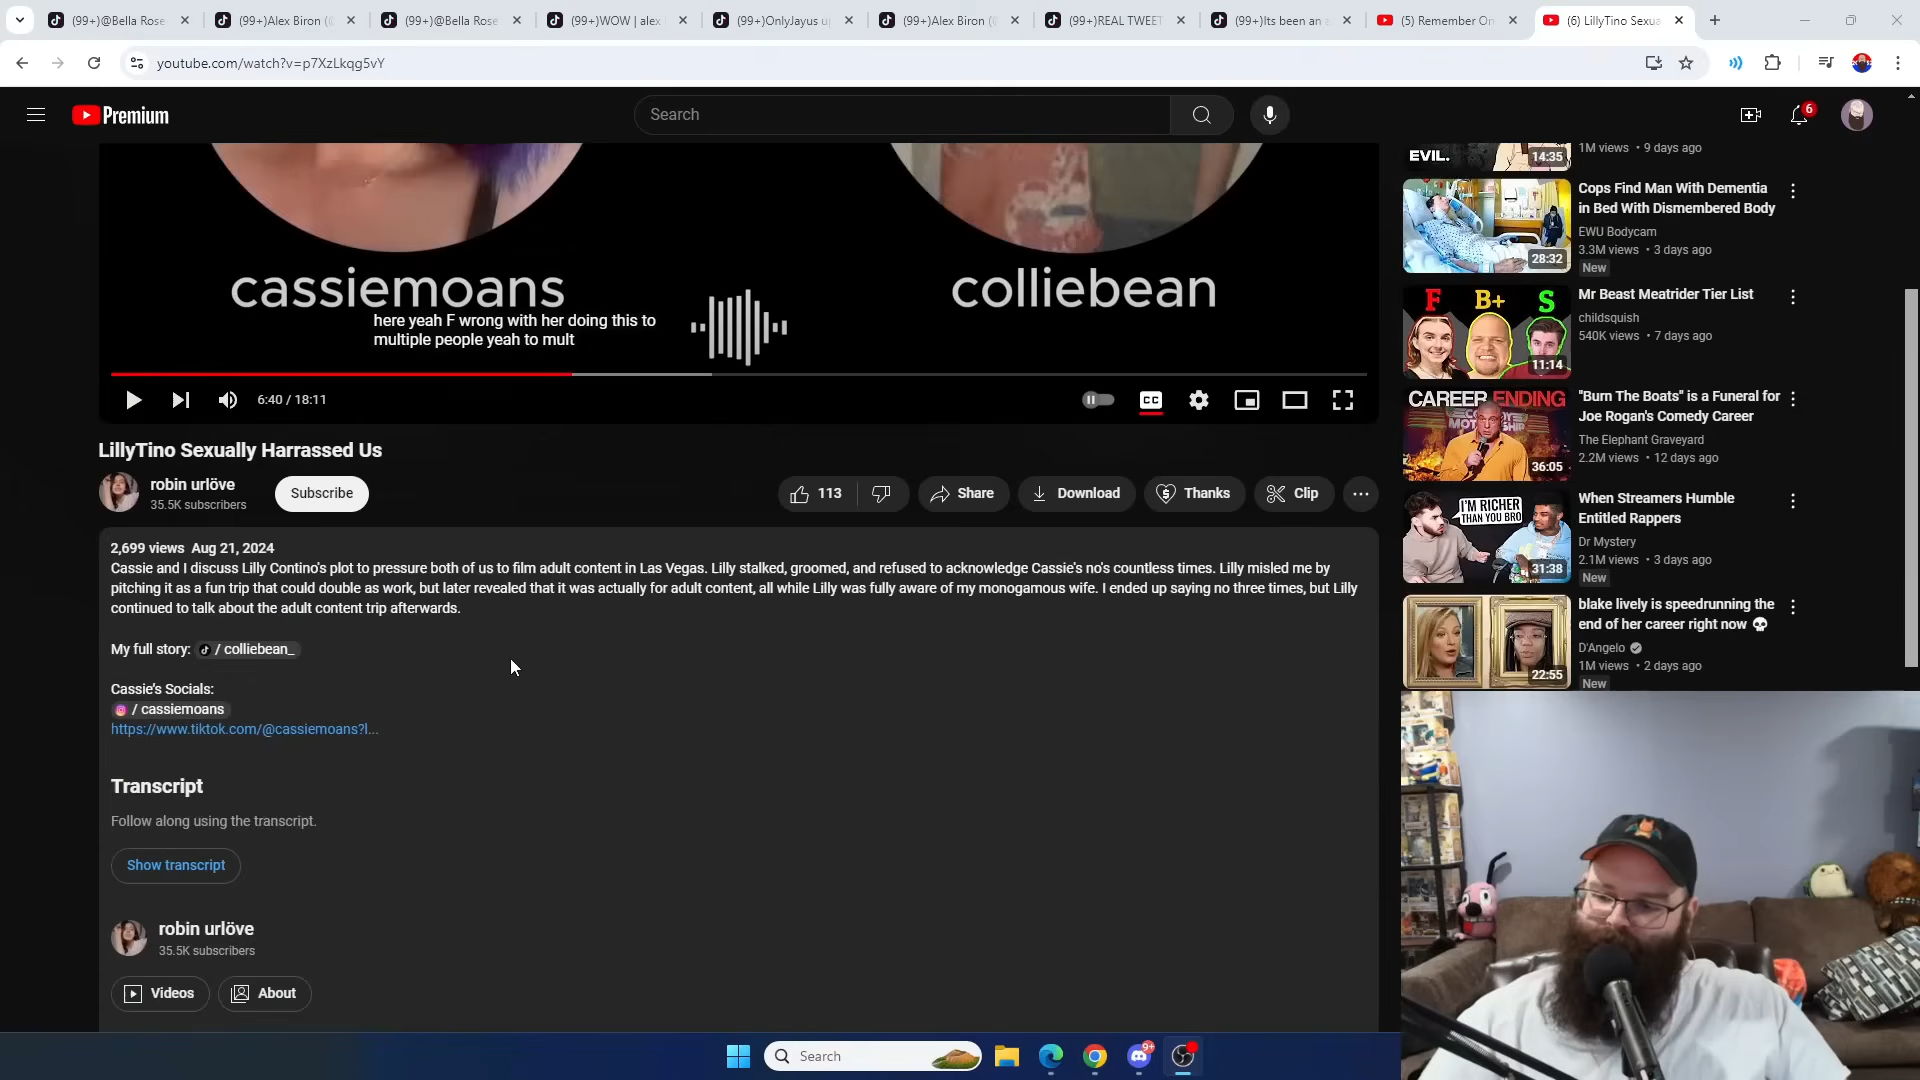 (99+)@Bella Rose
(99+)Alex Biron (
(99+)@Bella Rose
(99+)WOW | alex
(99+)OnlyJayus u
(99+)Alex Biron (
(99+)REAL TWEET
(99+)Its been an
(5) Remember On
(6) LillyTino Sexua
youtube.com/watch?v=p7XzLkqg5vY
Premium
Search
6
cassiemoans
colliebean
here yeah F wrong with her doing this to
multiple people yeah to mult
6:40 / 18:11
CC
LillyTino Sexually Harrassed Us
robin urlöve
35.5K subscribers
Subscribe
113
Share
Download
Thanks
Clip
2,699 views Aug 21, 2024
Cassie and I discuss Lilly Contino's plot to pressure both of us to film adult content in Las Vegas. Lilly stalked, groomed, and refused to acknowledge Cassie's no's countless times. Lilly misled me by
pitching it as a fun trip that could double as work, but later revealed that it was actually for adult content, all while Lilly was fully aware of my monogamous wife. I ended up saying no three times, but Lilly
continued to talk about the adult content trip afterwards.
My full story: / colliebean_
Cassie's Socials:
/ cassiemoans
https://www.tiktok.com/@cassiemoans?l...
Transcript
Follow along using the transcript.
Show transcript
robin urlöve
35.5K subscribers
Videos
About
EVIL.
14:35
1M views • 9 days ago
28:32
Cops Find Man With Dementia
in Bed With Dismembered Body
EWU Bodycam
3.3M views • 3 days ago
New
F B+ S
11:14
Mr Beast Meatrider Tier List
childsquish
540K views • 7 days ago
CAREER ENDING
36:05
"Burn The Boats" is a Funeral for
Joe Rogan's Comedy Career
The Elephant Graveyard
2.2M views • 12 days ago
I'M RICHER
THAN YOU BRO
31:38
When Streamers Humble
Entitled Rappers
Dr Mystery
2.1M views • 3 days ago
New
22:55
blake lively is speedrunning the
end of her career right now 💀
D'Angelo
1M views • 2 days ago
New
Search
9+